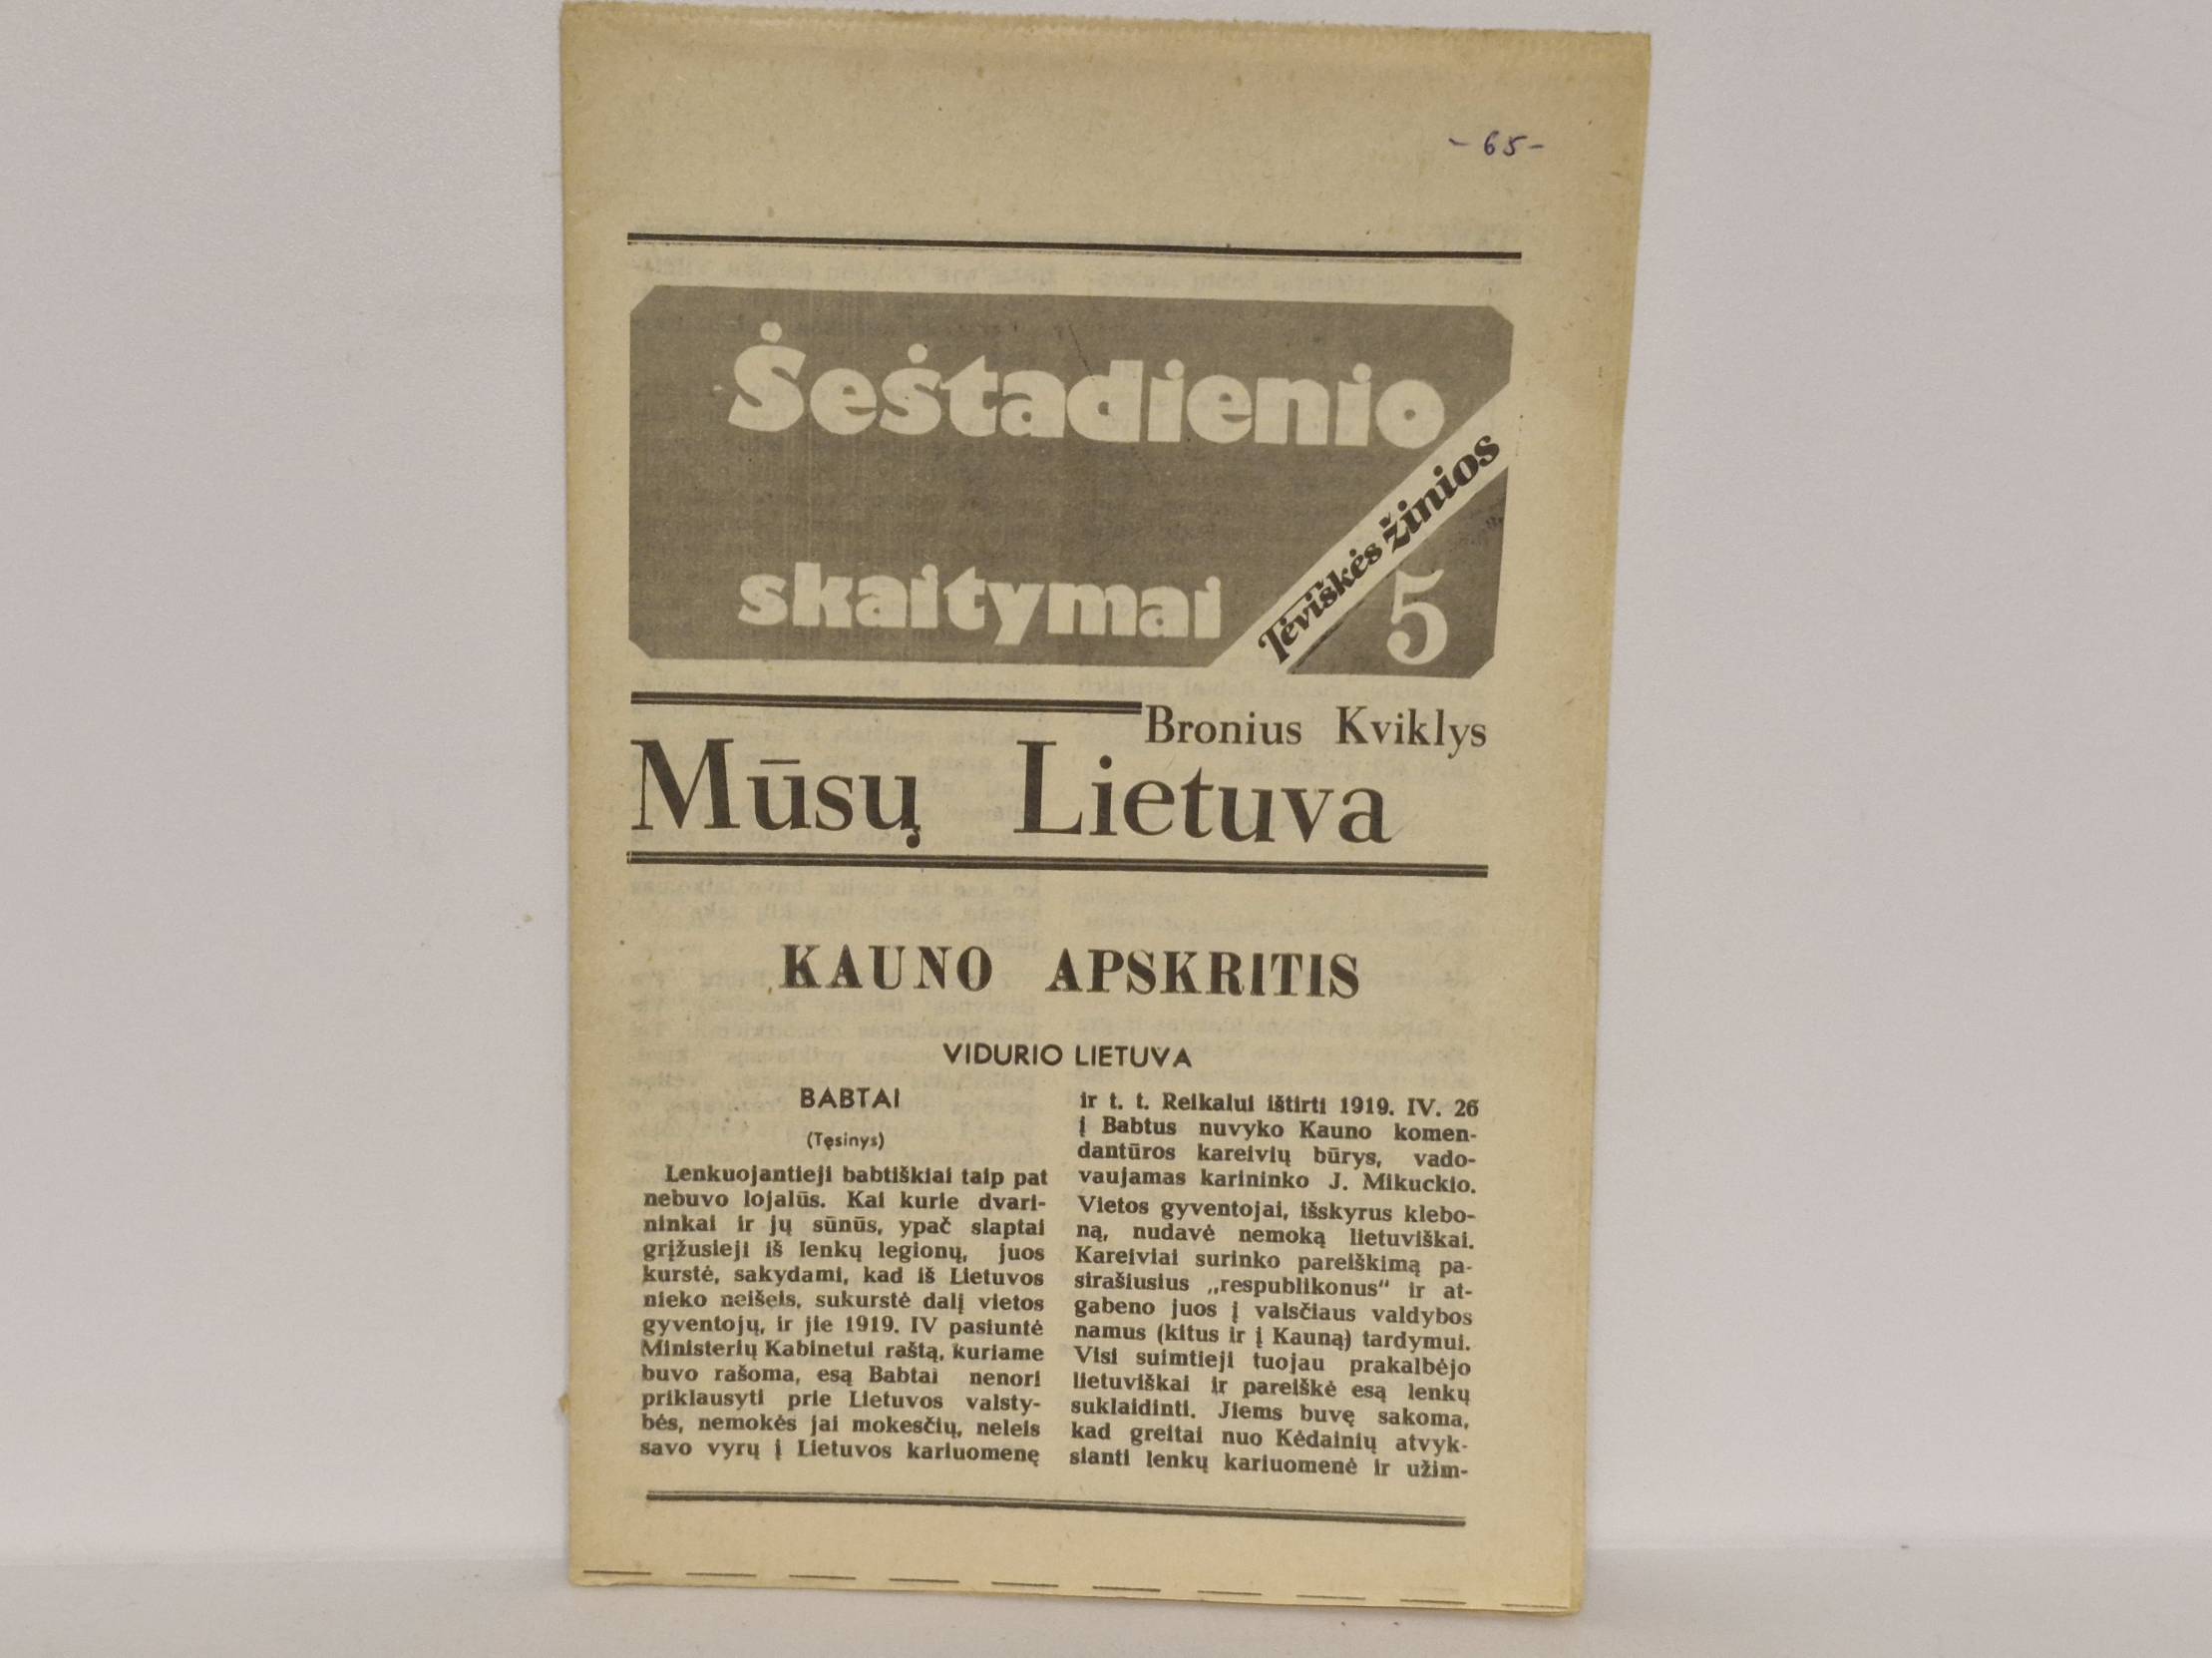 - 65 -
Šeštadienio
skaitymai
Tėviškės žinios
5
Bronius Kviklys
Mūsų Lietuva
KAUNO APSKRITIS
VIDURIO LIETUVA
BABTAI
(Tęsinys)
Lenkuojantieji babtiškiai taip pat
nebuvo lojalūs. Kai kurie dvari-
ninkai ir jų sūnūs, ypač slaptai
grįžusieji iš lenkų legionų, juos
kurstė, sakydami, kad iš Lietuvos
nieko neišeis, sukurstė dalį vietos
gyventojų, ir jie 1919. IV pasiuntė
Ministerių Kabinetui raštą, kuriame
buvo rašoma, esą Babtai nenori
priklausyti prie Lietuvos valsty-
bės, nemokės jai mokesčių, neleis
savo vyrų į Lietuvos kariuomenę
ir t. t. Reikalui ištirti 1919. IV. 26
į Babtus nuvyko Kauno komen-
dantūros kareivių būrys, vado-
vaujamas karininko J. Mikuckio.
Vietos gyventojai, išskyrus klebo-
ną, nudavė nemoką lietuviškai.
Kareiviai surinko pareiškimą pa-
sirašiusius „respublikonus" ir at-
gabeno juos į valsčiaus valdybos
namus (kitus ir į Kauną) tardymui.
Visi suimtieji tuojau prakalbėjo
lietuviškai ir pareiškė esą lenkų
suklaidinti. Jiems buvę sakoma,
kad greitai nuo Kėdainių atvyk-
sianti lenkų kariuomenė ir užim-